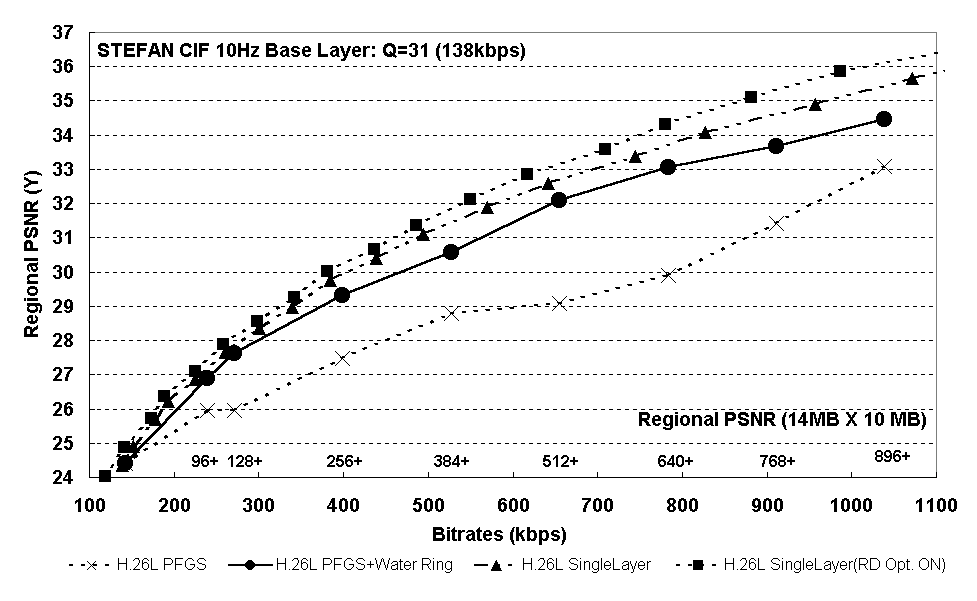 STEFAN CIF 10Hz Base Layer: Q=31 (138kbps)
Regional PSNR (Y)
37
36
35
34
33
32
31
30
29
28
27
26
25
24
Regional PSNR (14MB X 10 MB)
96+ 128+ 256+ 384+ 512+ 640+ 768+ 896+
100 200 300 400 500 600 700 800 900 1000 1100
Bitrates (kbps)
H.26L PFGS H.26L PFGS+Water Ring H.26L SingleLayer H.26L SingleLayer(RD Opt. ON)